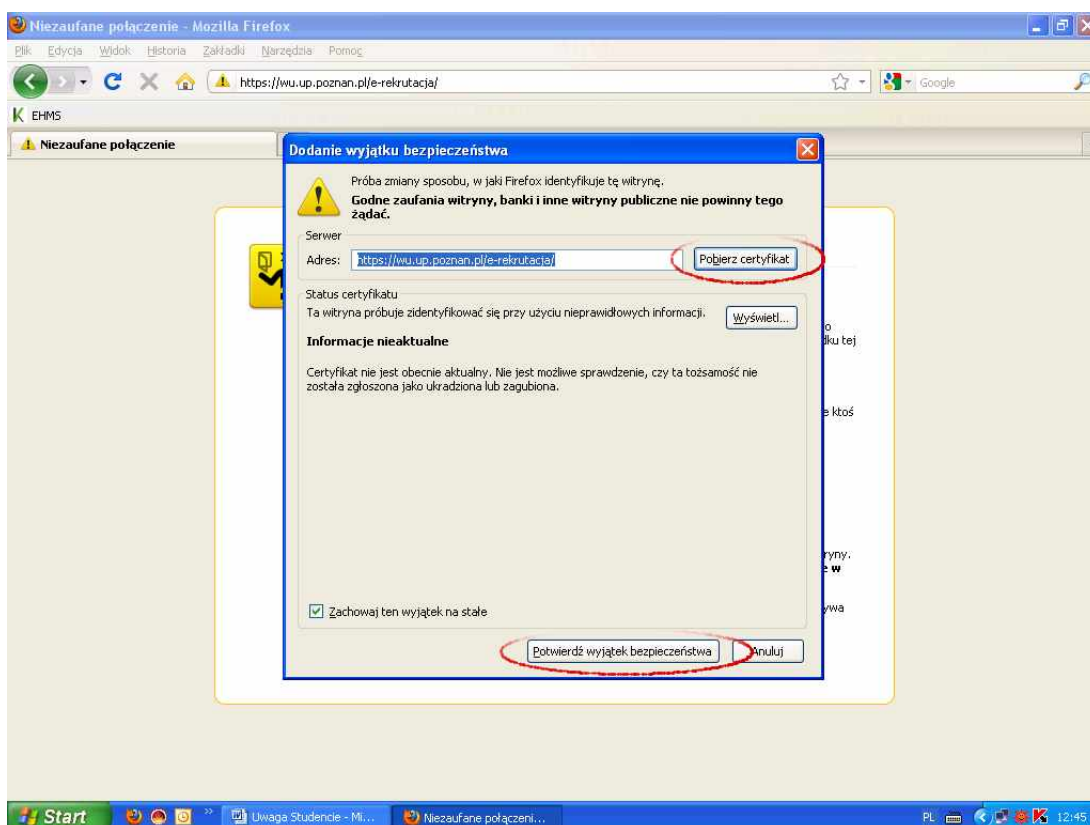 Niezaufane połączenie - Mozilla Firefox
Plik Edycja Widok Historia Zakładki Narzędzia Pomoc
https://wu.up.poznan.pl/e-rekrutacja/
Google
EHMS
Niezaufane połączenie
Dodanie wyjątku bezpieczeństwa
Próba zmiany sposobu, w jaki Firefox identyfikuje tę witrynę.
Godne zaufania witryny, banki i inne witryny publiczne nie powinny tego
żądać.
Serwer
Adres: https://wu.up.poznan.pl/e-rekrutacja/ Pobierz certyfikat
Status certyfikatu
Ta witryna próbuje zidentyfikować się przy użyciu nieprawidłowych informacji. Wyświetl...
Informacje nieaktualne
Certyfikat nie jest obecnie aktualny. Nie jest możliwe sprawdzenie, czy ta tożsamość nie
została zgłoszona jako ukradziona lub zagubiona.
o
dku tej
e ktoś
ryny.
e w
ywa
Zachowaj ten wyjątek na stałe
Potwierdź wyjątek bezpieczeństwa Anuluj
Start Uwaga Studencie - Mi... Niezaufane połączeni... PL 12:45